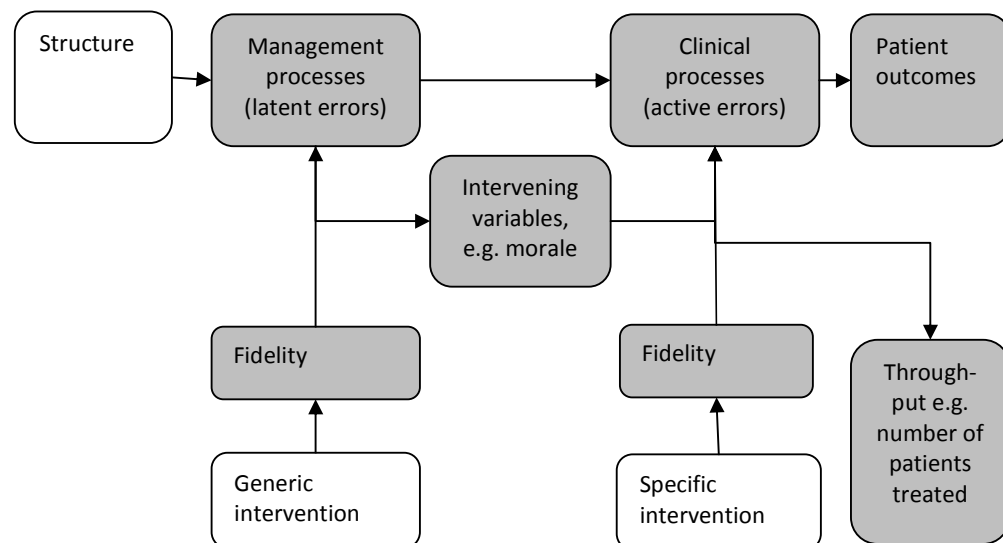 Structure
Management
processes
(latent errors)
Clinical
processes
(active errors)
Patient
outcomes
Intervening
variables,
e.g. morale
Fidelity
Fidelity
Through-
put e.g.
number of
patients
treated
Generic
intervention
Specific
intervention